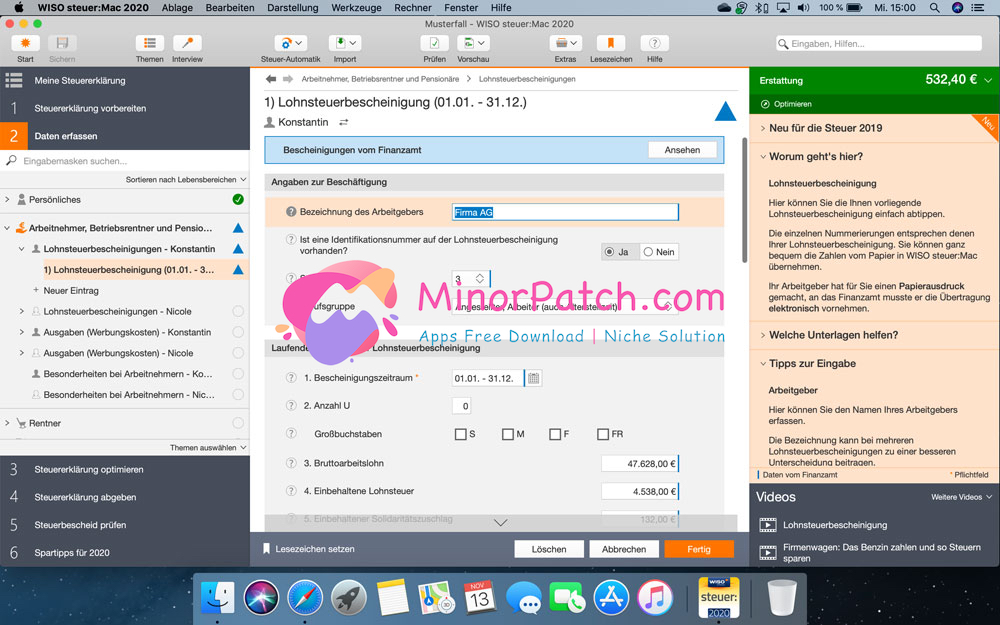 WISO steuer:Mac 2020 Ablage Bearbeiten Darstellung Werkzeuge Rechner Fenster Hilfe 100 % Mi. 15:00
Musterfall - WISO steuer:Mac 2020
Start Sichern Themen Interview Steuer-Automatik Import Prüfen Vorschau Extras Lesezeichen Hilfe
Eingaben, Hilfen...
Meine Steuererklärung
1 Steuererklärung vorbereiten
2 Daten erfassen
Eingabemasken suchen...
Sortieren nach Lebensbereichen
Persönliches
Arbeitnehmer, Betriebsrentner und Pensio...
Lohnsteuerbescheinigungen - Konstantin
1) Lohnsteuerbescheinigung (01.01. - 3...
+ Neuer Eintrag
Lohnsteuerbescheinigungen - Nicole
Ausgaben (Werbungskosten) - Konstantin
Ausgaben (Werbungskosten) - Nicole
Besonderheiten bei Arbeitnehmern - Ko...
Besonderheiten bei Arbeitnehmern - Nic...
Rentner
Themen auswählen
3 Steuererklärung optimieren
4 Steuererklärung abgeben
5 Steuerbescheid prüfen
6 Spartipps für 2020
Arbeitnehmer, Betriebsrentner und Pensionäre > Lohnsteuerbescheinigungen
1) Lohnsteuerbescheinigung (01.01. - 31.12.)
Konstantin
Bescheinigungen vom Finanzamt Ansehen
Angaben zur Beschäftigung
? Bezeichnung des Arbeitgebers Firma AG
? Ist eine Identifikationsnummer auf der Lohnsteuerbescheinigung
vorhanden?
Ja Nein
3
MinorPatch.com
Apps Free Download | Niche Solution
Lohnsteuerbescheinigung
? 1. Bescheinigungszeitraum * 01.01. - 31.12.
? 2. Anzahl U 0
? Großbuchstaben S M F FR
? 3. Bruttoarbeitslohn 47.628,00 €
? 4. Einbehaltene Lohnsteuer 4.538,00 €
? 5. Einbehaltener Solidaritätszuschlag 132,00 €
Lesezeichen setzen Löschen Abbrechen Fertig
Erstattung 532,40 €
Optimieren
Neu für die Steuer 2019
Neu
Worum geht's hier?
Lohnsteuerbescheinigung
Hier können Sie die Ihnen vorliegende
Lohnsteuerbescheinigung einfach abtippen.
Die einzelnen Nummerierungen entsprechen denen
Ihrer Lohnsteuerbescheinigung. Sie können ganz
bequem die Zahlen vom Papier in WISO steuer:Mac
übernehmen.
Ihr Arbeitgeber hat für Sie einen Papierausdruck
gemacht, an das Finanzamt musste er die Übertragung
elektronisch vornehmen.
Welche Unterlagen helfen?
Tipps zur Eingabe
Arbeitgeber
Hier können Sie den Namen Ihres Arbeitgebers
erfassen.
Die Bezeichnung kann bei mehreren
Lohnsteuerbescheinigungen zu einer besseren
Unterscheidung beitragen.
Daten vom Finanzamt * Pflichtfeld
Videos Weitere Videos
Lohnsteuerbescheinigung
Firmenwagen: Das Benzin zahlen und so Steuern
sparen
NOV
13
WISO
steuer:
2020